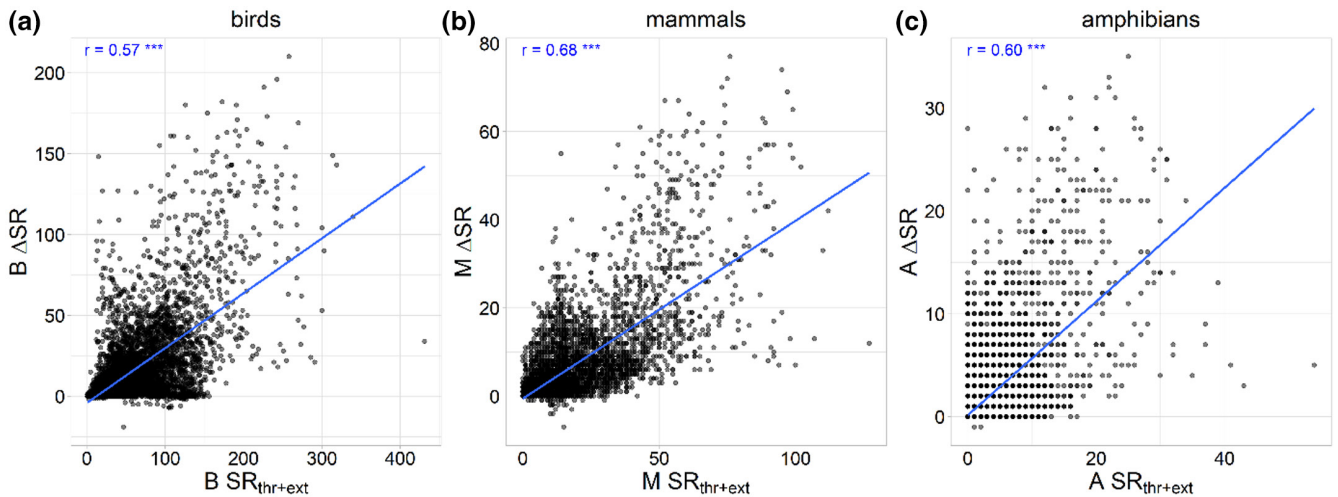 (a) birds
r = 0.57 ***
B ΔSR
200
150
100
50
0
0 100 200 300 400
B SRthr+ext
(b) mammals
r = 0.68 ***
M ΔSR
80
60
40
20
0
0 50 100
M SRthr+ext
(c) amphibians
r = 0.60 ***
A ΔSR
30
20
10
0
0 20 40
A SRthr+ext